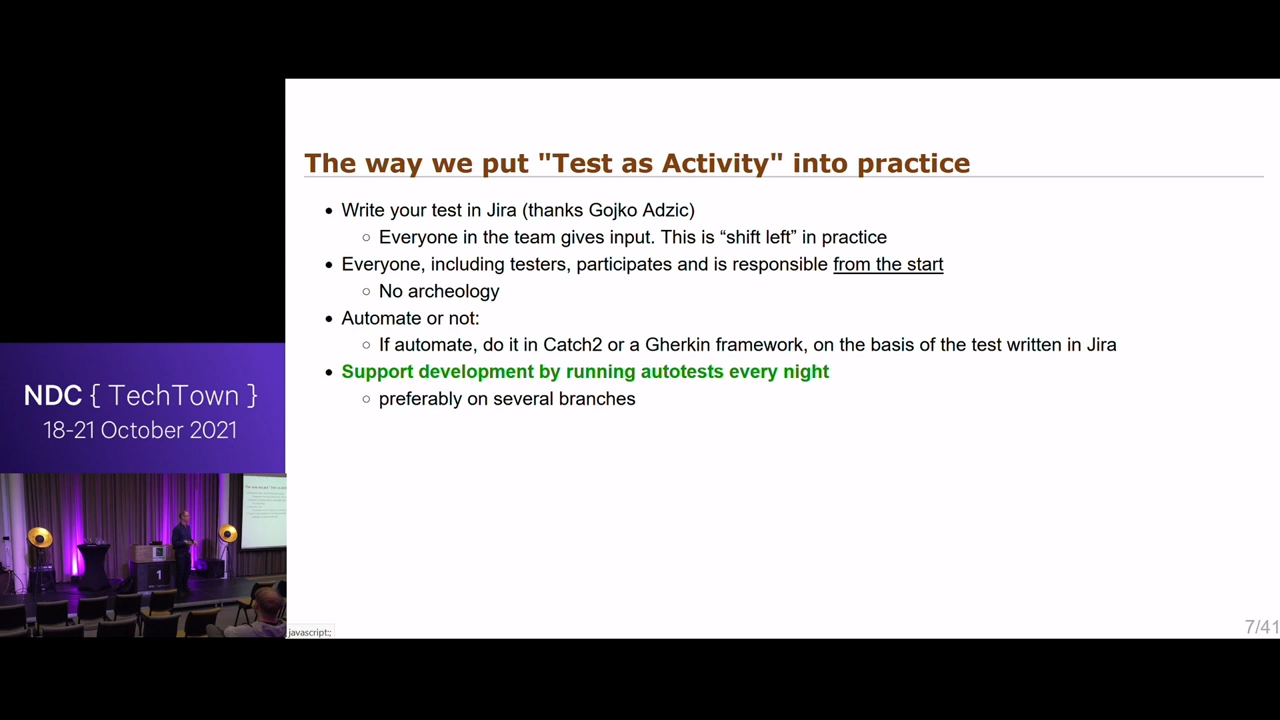 The way we put "Test as Activity" into practice
Write your test in Jira (thanks Gojko Adzic)
Everyone in the team gives input. This is “shift left” in practice
Everyone, including testers, participates and is responsible from the start
No archeology
Automate or not:
If automate, do it in Catch2 or a Gherkin framework, on the basis of the test written in Jira
Support development by running autotests every night
preferably on several branches
NDC { TechTown }
18-21 October 2021
1
javascript:;
7/41